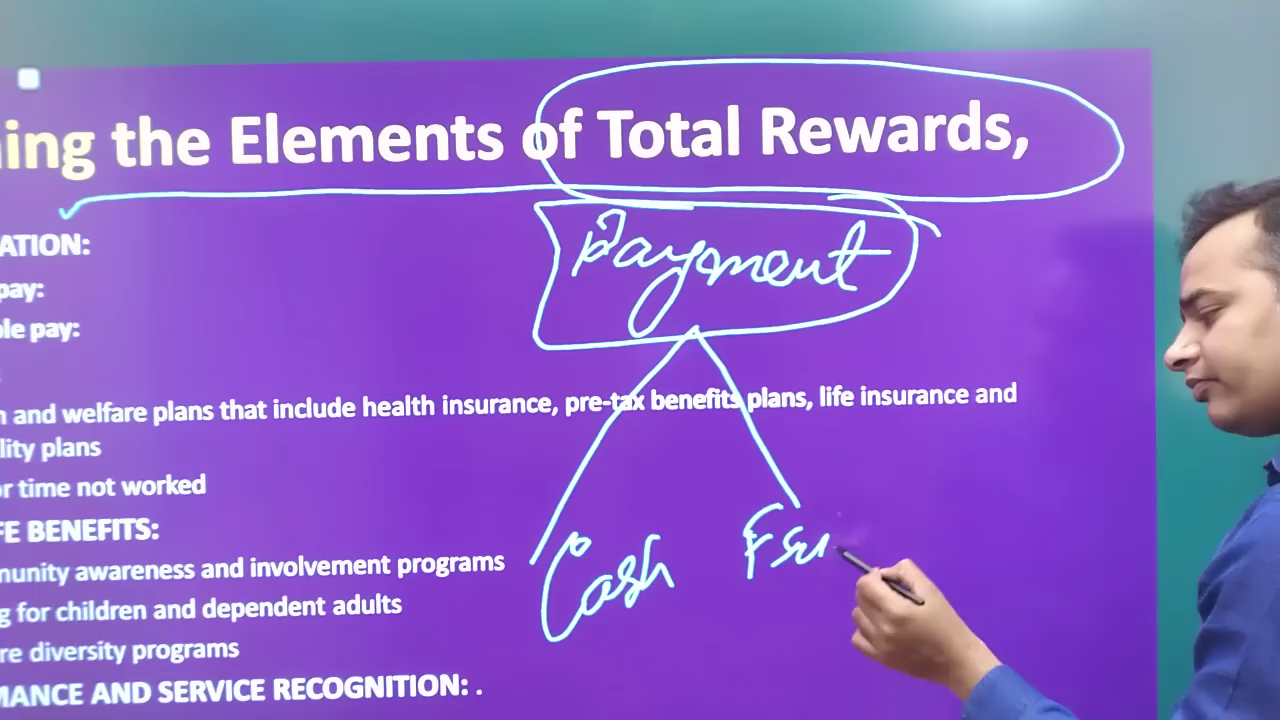 ing the Elements of Total Rewards,
Payment
ATION:
pay:
ole pay:
and welfare plans that include health insurance, pre-tax benefits plans, life insurance and
lity plans
or time not worked
FE BENEFITS:
Cash
munity awareness and involvement programs
g for children and dependent adults
re diversity programs
MANCE AND SERVICE RECOGNITION: .